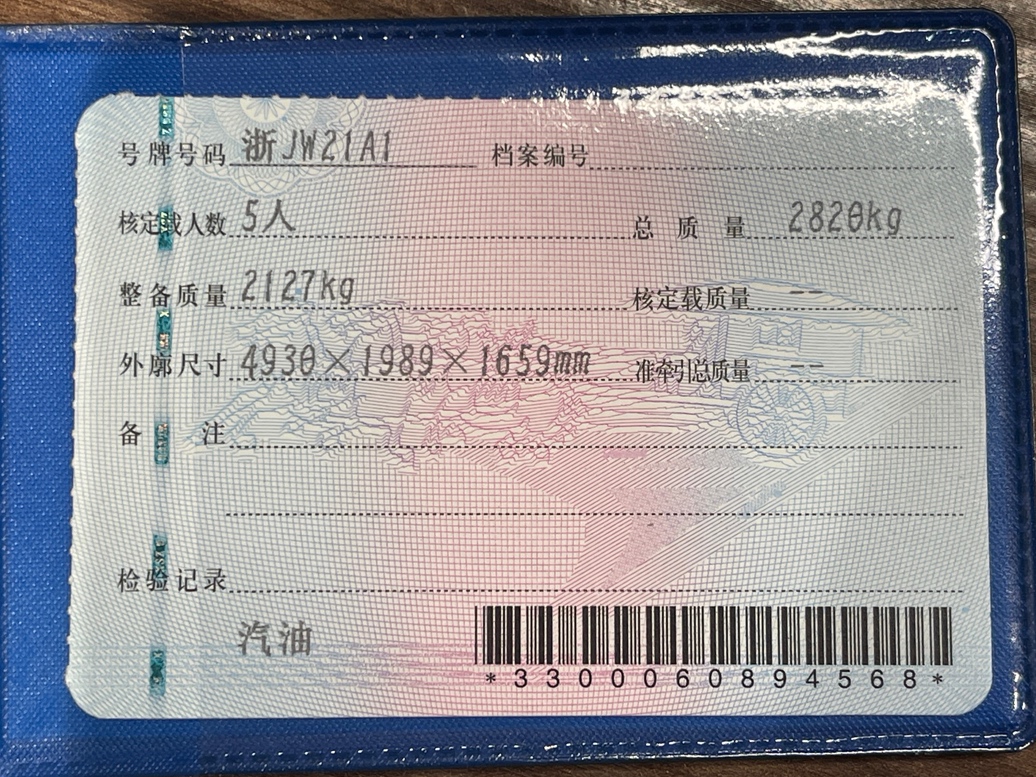 号牌号码 浙JW21A1 档案编号
核定载人数 5人 总质量 2820kg
整备质量 2127kg 核定载质量 --
外廓尺寸 4930×1989×1659mm 准牵引总质量 --
备注
检验记录
汽油
*3300060894568*